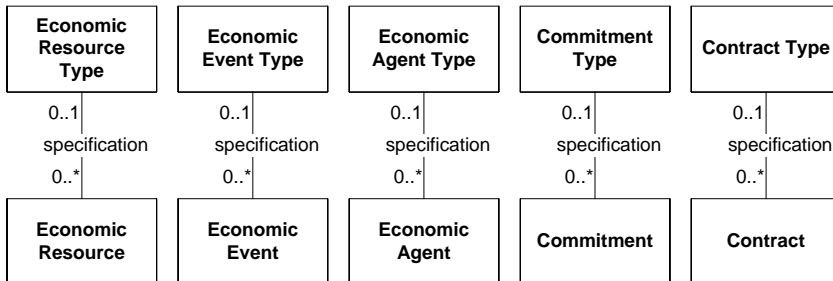 Economic
Resource
Type
Economic
Event Type
Economic
Agent Type
Commitment
Type
Contract Type
0..1
0..1
0..1
0..1
0..1
specification
specification
specification
specification
specification
0..*
0..*
0..*
0..*
0..*
Economic
Resource
Economic
Event
Economic
Agent
Commitment
Contract